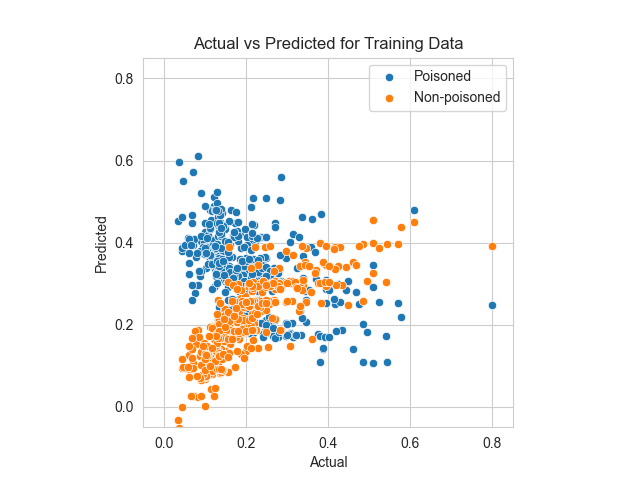 Actual vs Predicted for Training Data
Poisoned
Non-poisoned
0.8
0.6
0.4
0.2
0.0
Predicted
0.0 0.2 0.4 0.6 0.8
Actual